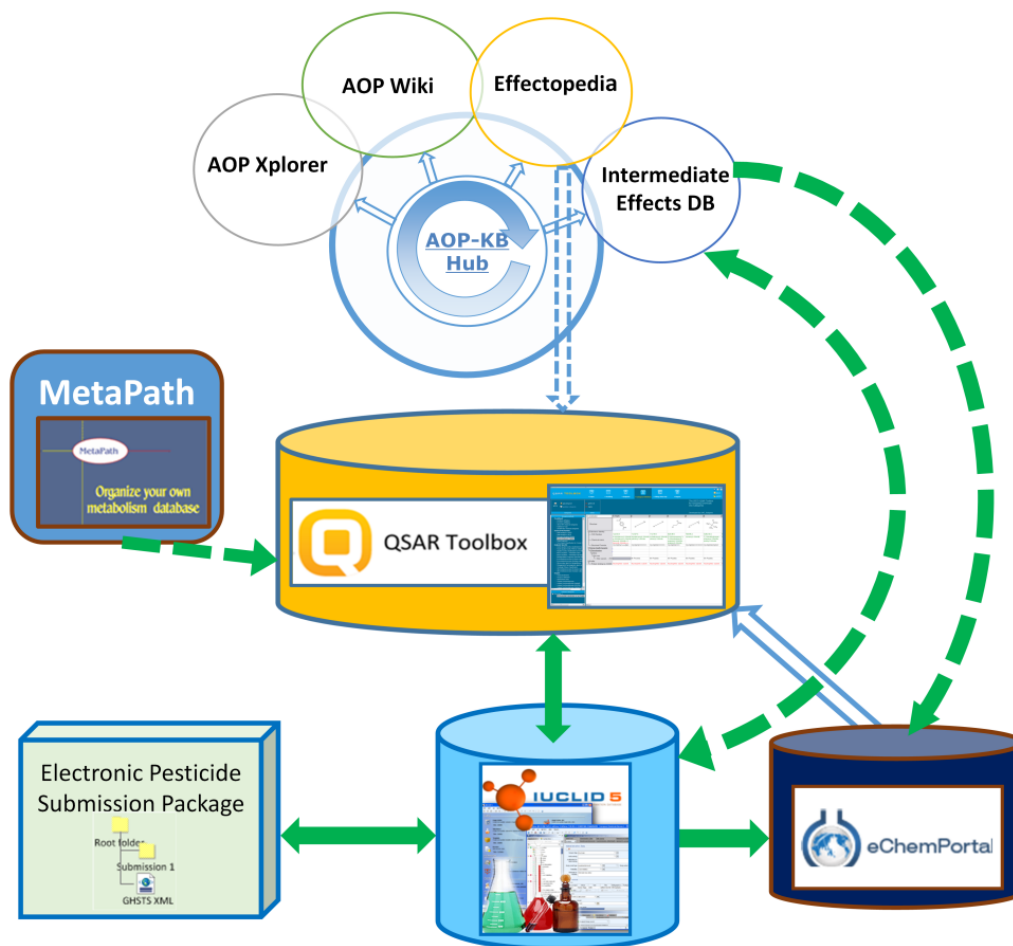 AOP Wiki
Effectopedia
AOP Xplorer
Intermediate
Effects DB
AOP-KB
Hub
MetaPath
MetaPath
Organize your own
metabolism database
QSAR Toolbox
Electronic Pesticide
Submission Package
Root folder
Submission 1
GHSTS XML
IUCLID 5
eChemPortal